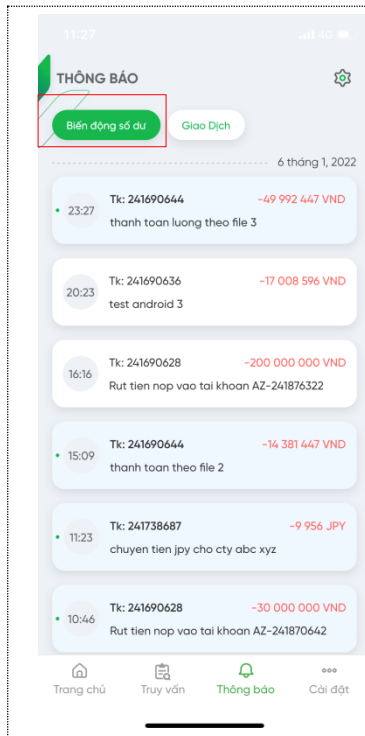 11:27
4G
THÔNG BÁO
Biến động số dư
Giao Dịch
6 tháng 1, 2022
Tk: 241690644 -49 992 447 VND
23:27
thanh toan luong theo file 3
Tk: 241690636 -17 008 596 VND
20:23
test android 3
Tk: 241690628 -200 000 000 VND
16:16
Rut tien nop vao tai khoan AZ-241876322
Tk: 241690644 -14 381 447 VND
15:09
thanh toan theo file 2
Tk: 241738687 -9 956 JPY
11:23
chuyen tien jpy cho cty abc xyz
Tk: 241690628 -30 000 000 VND
10:46
Rut tien nop vao tai khoan AZ-241870642
Trang chủ Truy vấn Thông báo Cài đặt